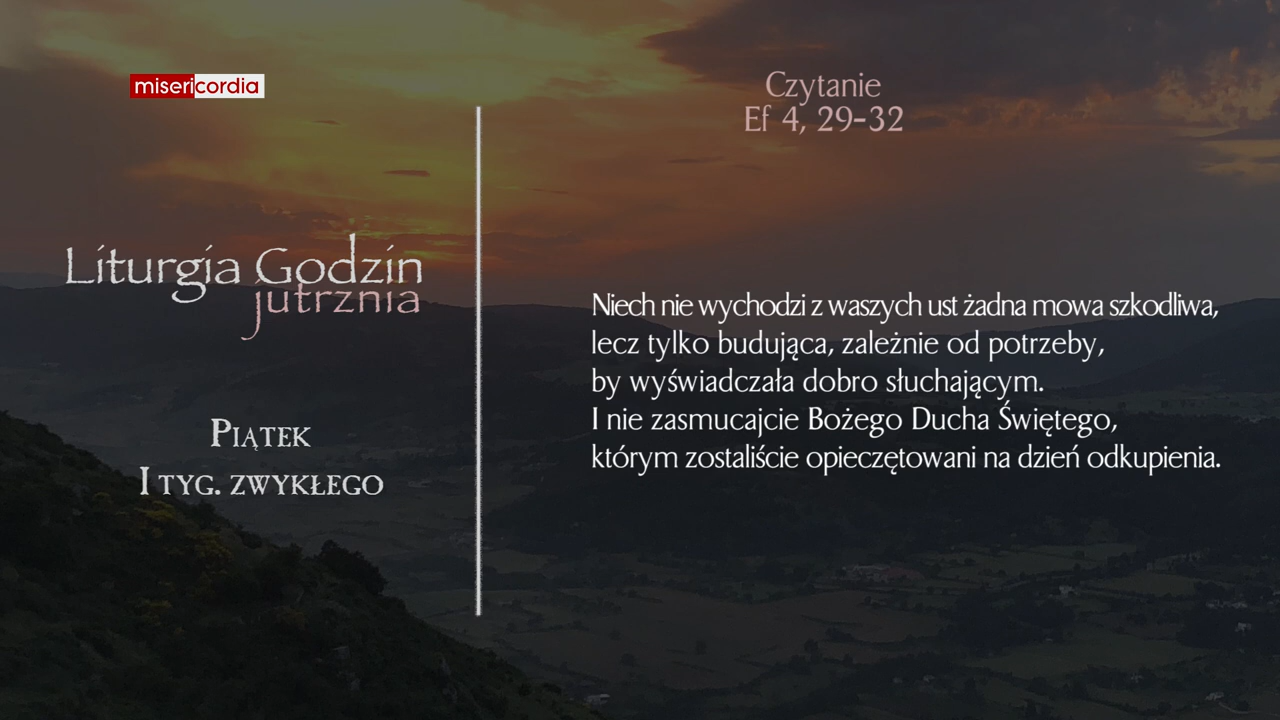 misericordia
Liturgia Godzin
jutrznia
Piątek
I tyg. zwykłego
Czytanie
Ef 4, 29-32
Niech nie wychodzi z waszych ust żadna mowa szkodliwa,
lecz tylko budująca, zależnie od potrzeby,
by wyświadczała dobro słuchającym.
I nie zasmucajcie Bożego Ducha Świętego,
którym zostaliście opieczętowani na dzień odkupienia.